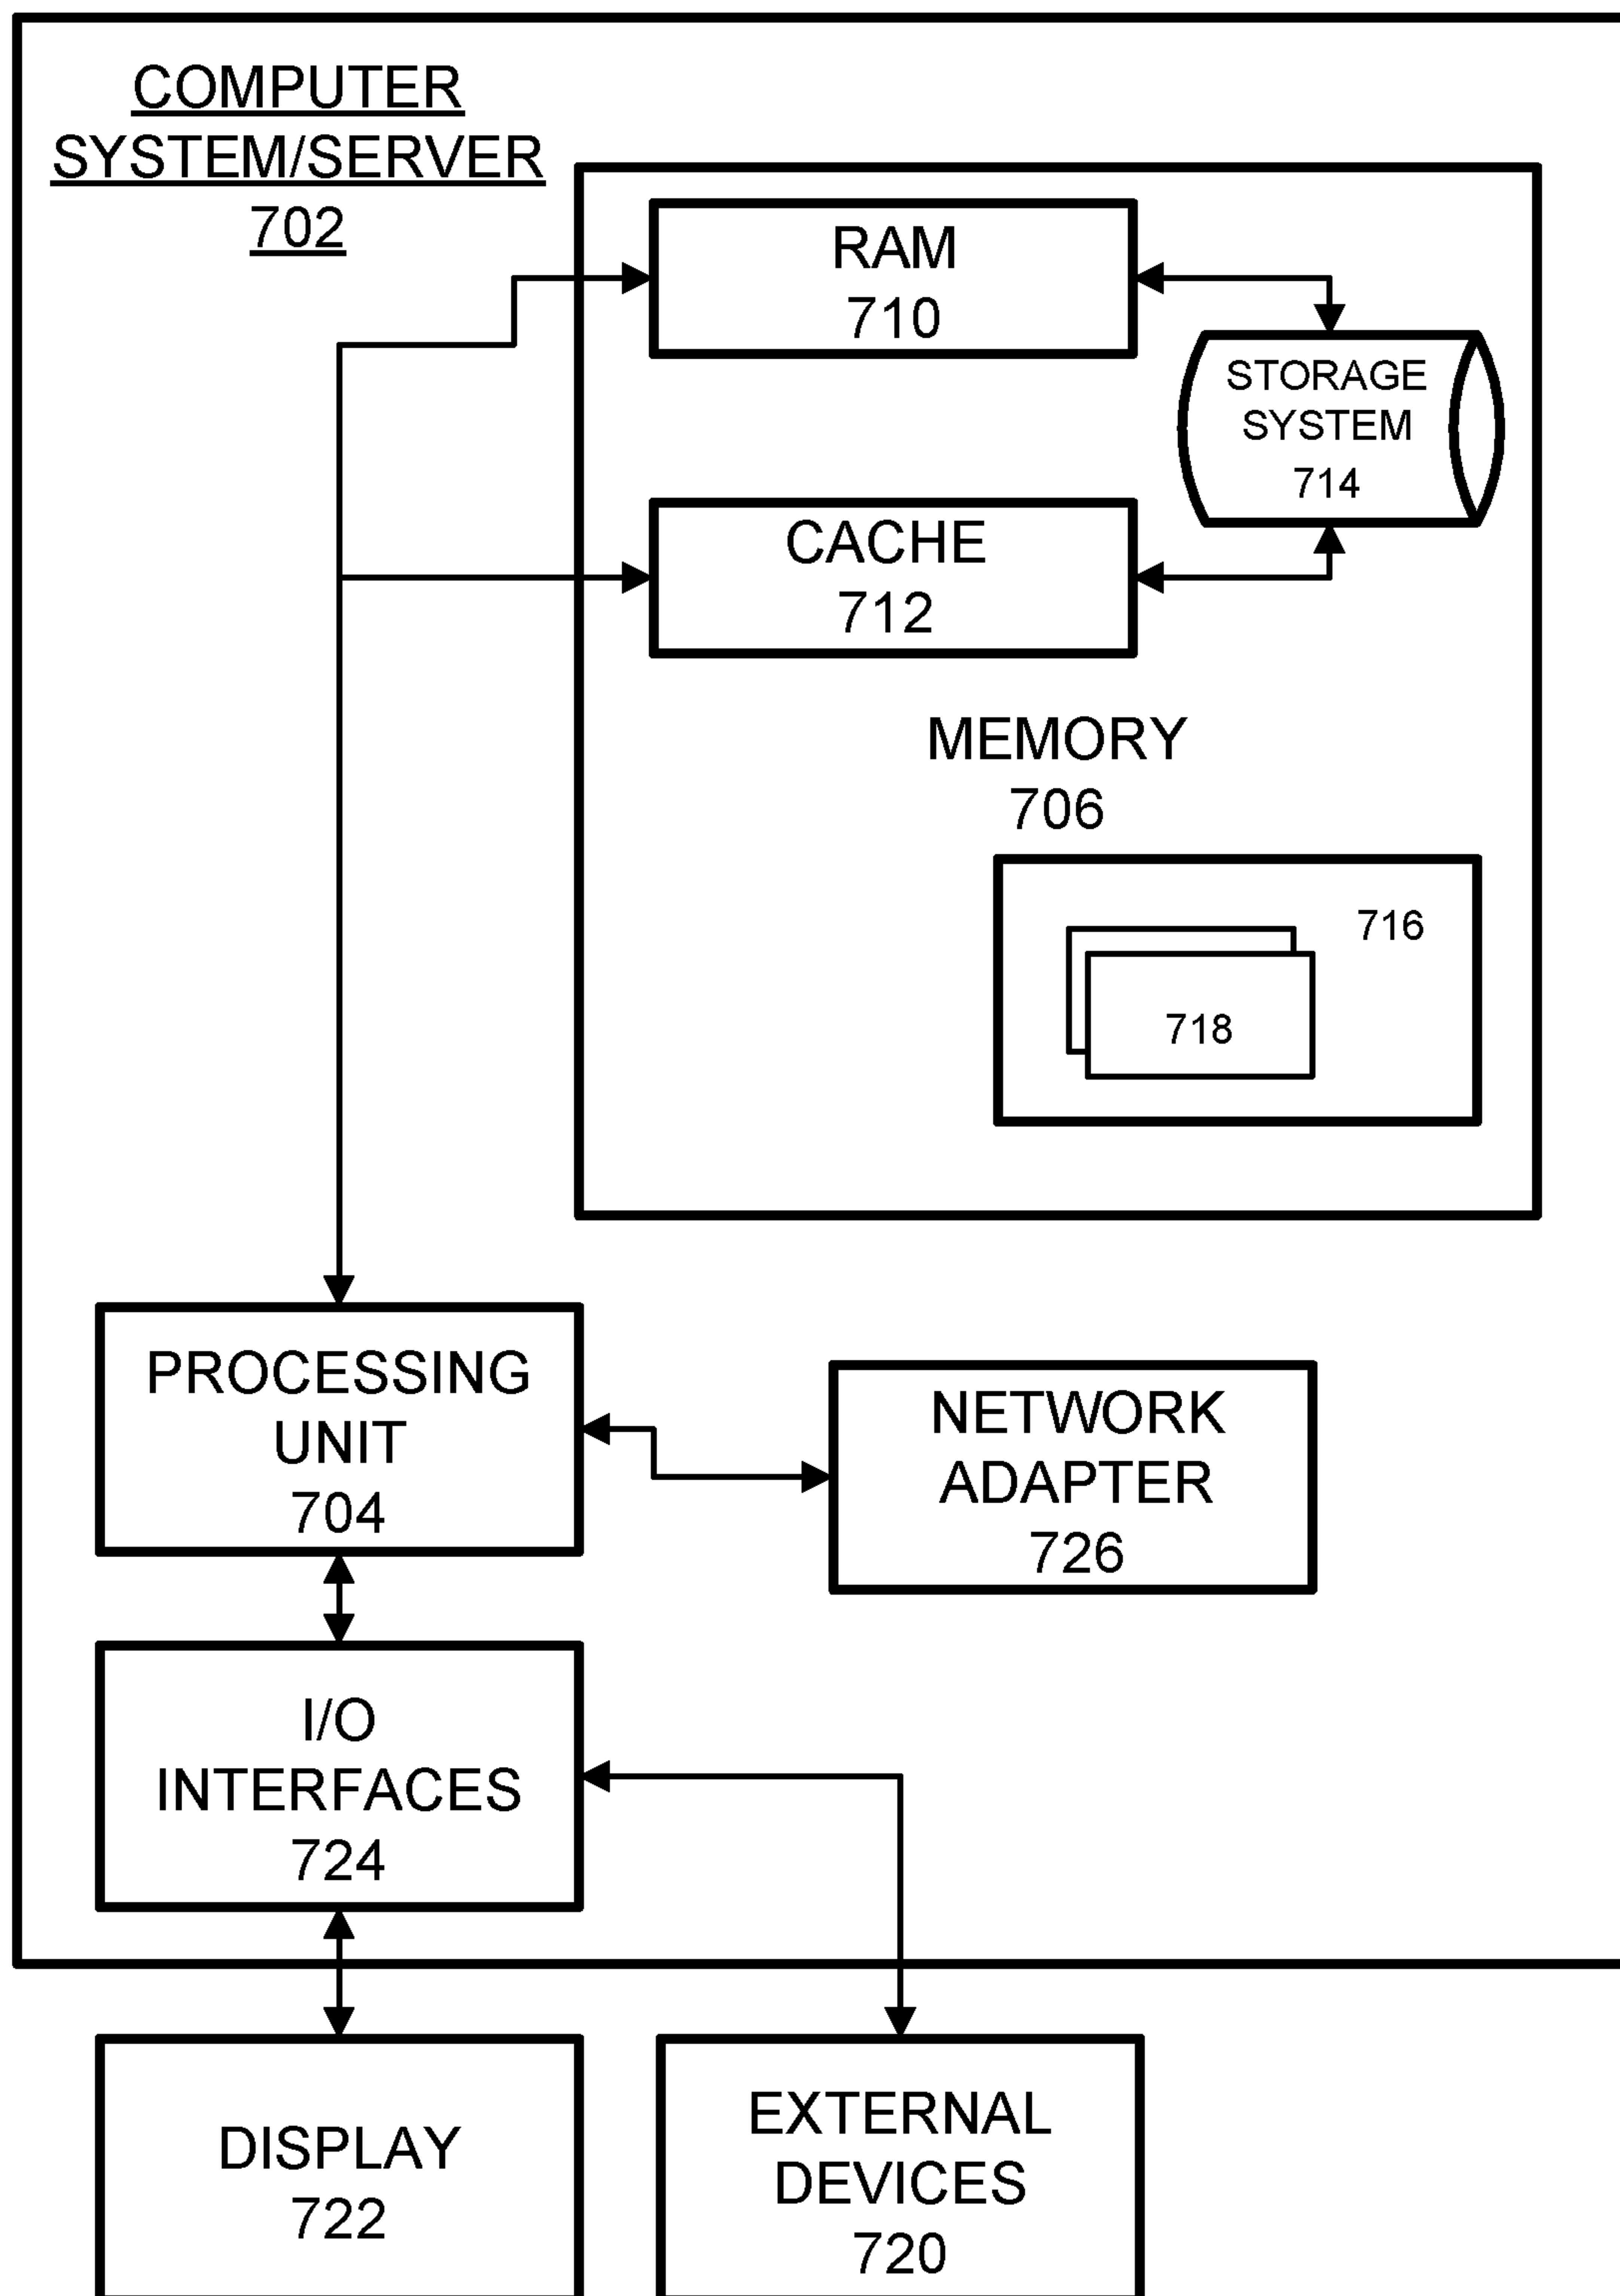 COMPUTER
SYSTEM/SERVER
702
RAM
710
STORAGE
SYSTEM
714
CACHE
712
MEMORY
706
716
718
PROCESSING
UNIT
704
NETWORK
ADAPTER
726
I/O
INTERFACES
724
DISPLAY
722
EXTERNAL
DEVICES
720